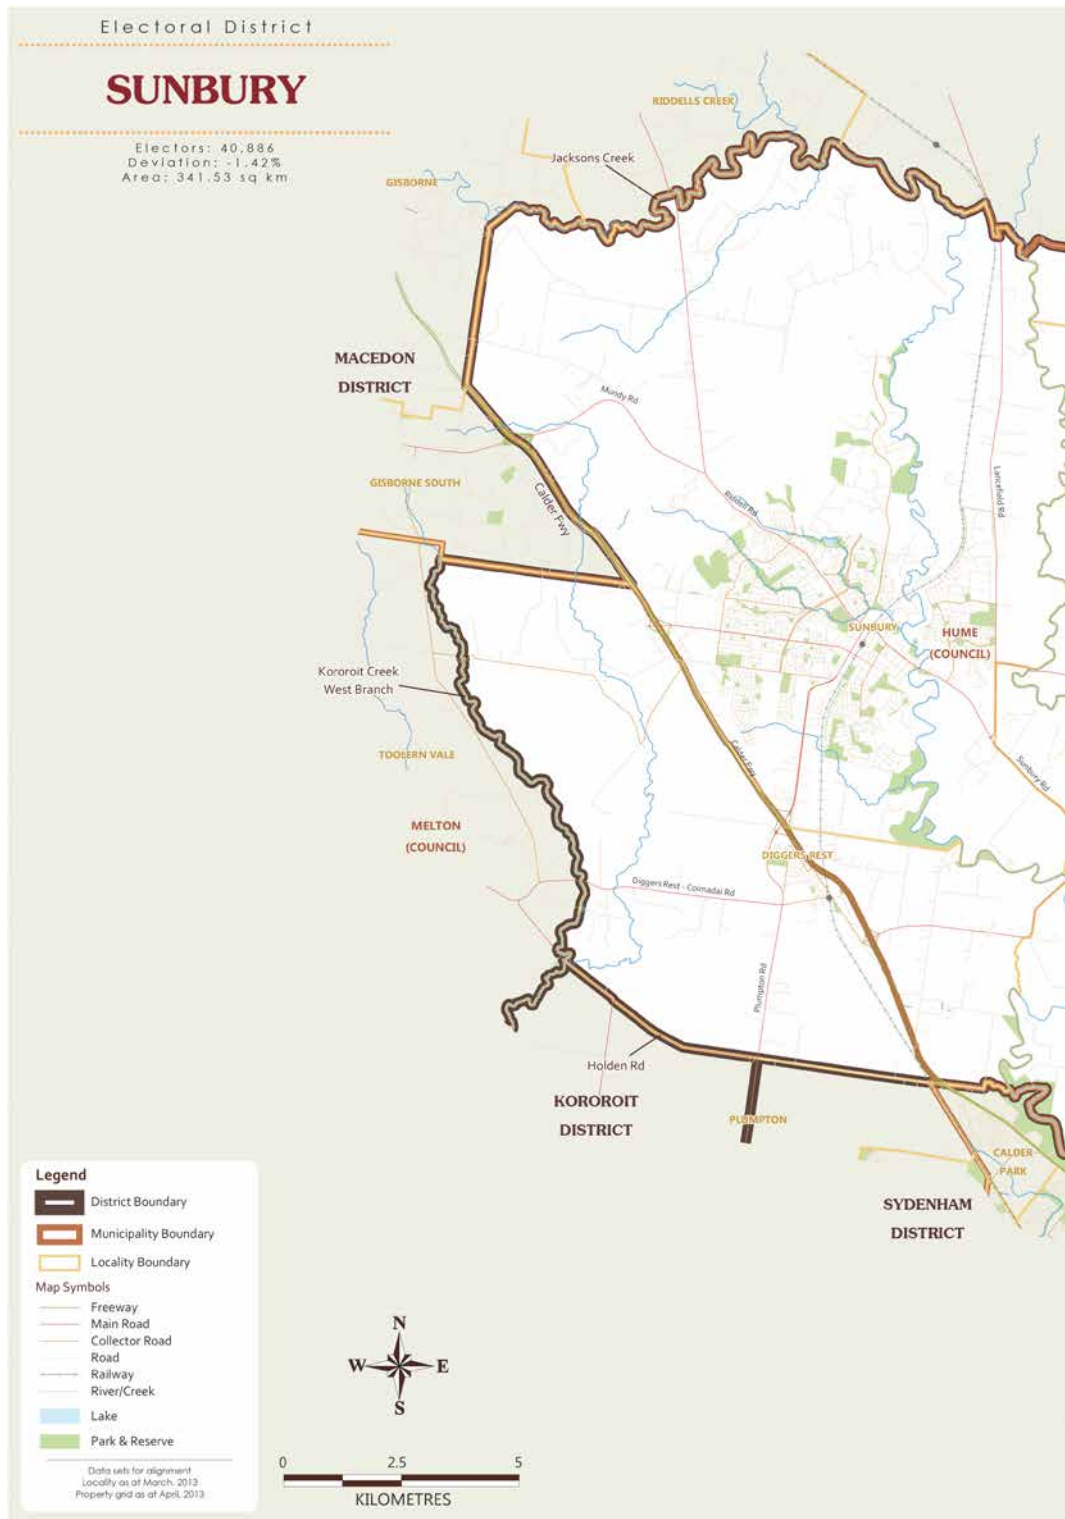 Electoral District
SUNBURY
Electors: 40,886
Deviation: -1.42%
Area: 341.53 sq km
RIDDELLS CREEK
Jacksons Creek
GISBORNE
MACEDON
DISTRICT
Mundy Rd
GISBORNE SOUTH
Calder Fwy
Riddell Rd
Lancefield Rd
SUNBURY
HUME
(COUNCIL)
Kororoit Creek
West Branch
TOOLERN VALE
Calder Fwy
Sunbury Rd
MELTON
(COUNCIL)
DIGGERS REST
Diggers Rest - Coimadai Rd
Plumpton Rd
Holden Rd
KOROROIT
DISTRICT
PLUMPTON
CALDER
PARK
SYDENHAM
DISTRICT
Legend
District Boundary
Municipality Boundary
Locality Boundary
Map Symbols
Freeway
Main Road
Collector Road
Road
Railway
River/Creek
Lake
Park & Reserve
Data sets for alignment
Locality as at March, 2013
Property grid as at April, 2013
N
W E
S
0 2.5 5
KILOMETRES